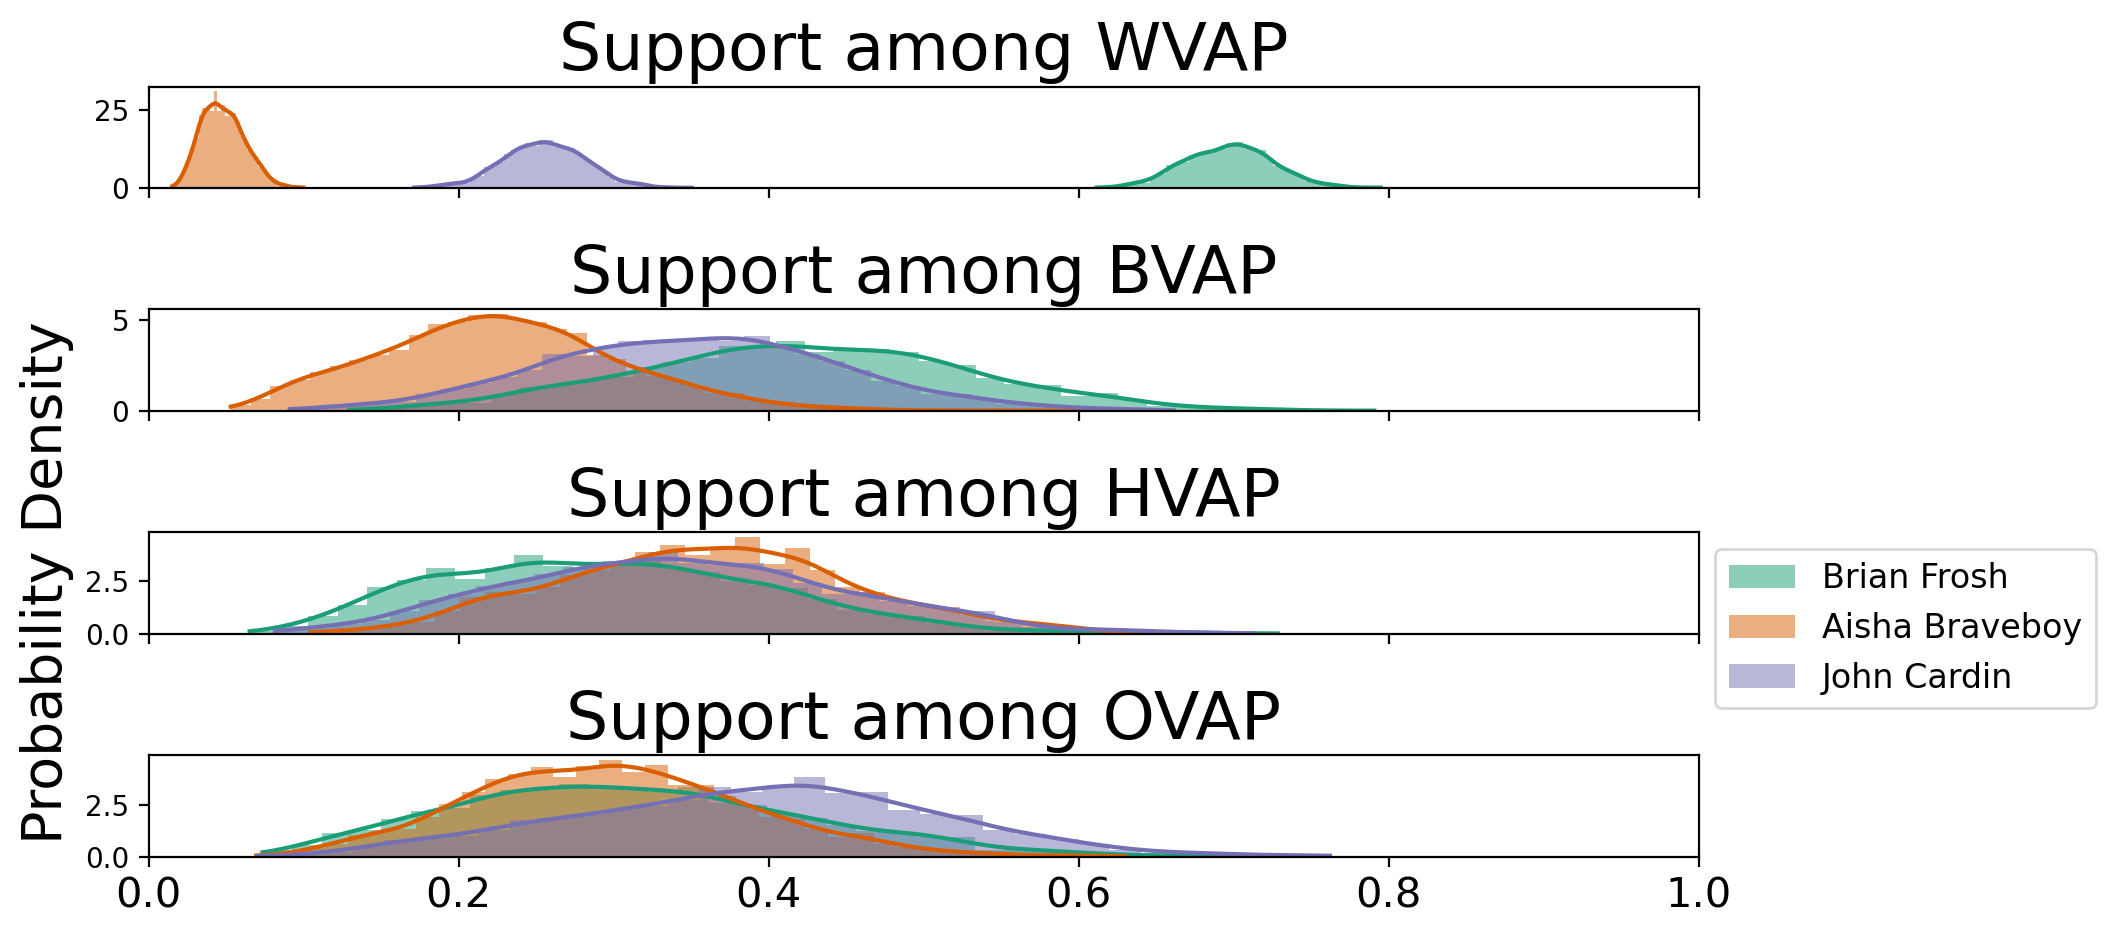 Support among WVAP
25
0
Support among BVAP
5
0
Support among HVAP
2.5
0.0
Support among OVAP
2.5
0.0
0.0 0.2 0.4 0.6 0.8 1.0
Probability Density
Brian Frosh
Aisha Braveboy
John Cardin